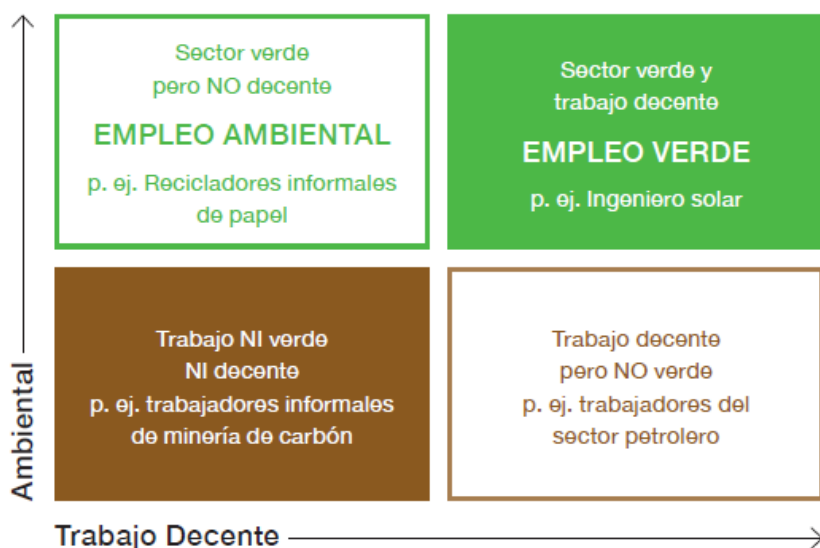 Sector verde
pero NO decente
EMPLEO AMBIENTAL
p. ej. Recicladores informales
de papel
Sector verde y
trabajo decente
EMPLEO VERDE
p. ej. Ingeniero solar
Trabajo NI verde
NI decente
p. ej. trabajadores informales
de minería de carbón
Trabajo decente
pero NO verde
p. ej. trabajadores del
sector petrolero
Ambiental
Trabajo Decente